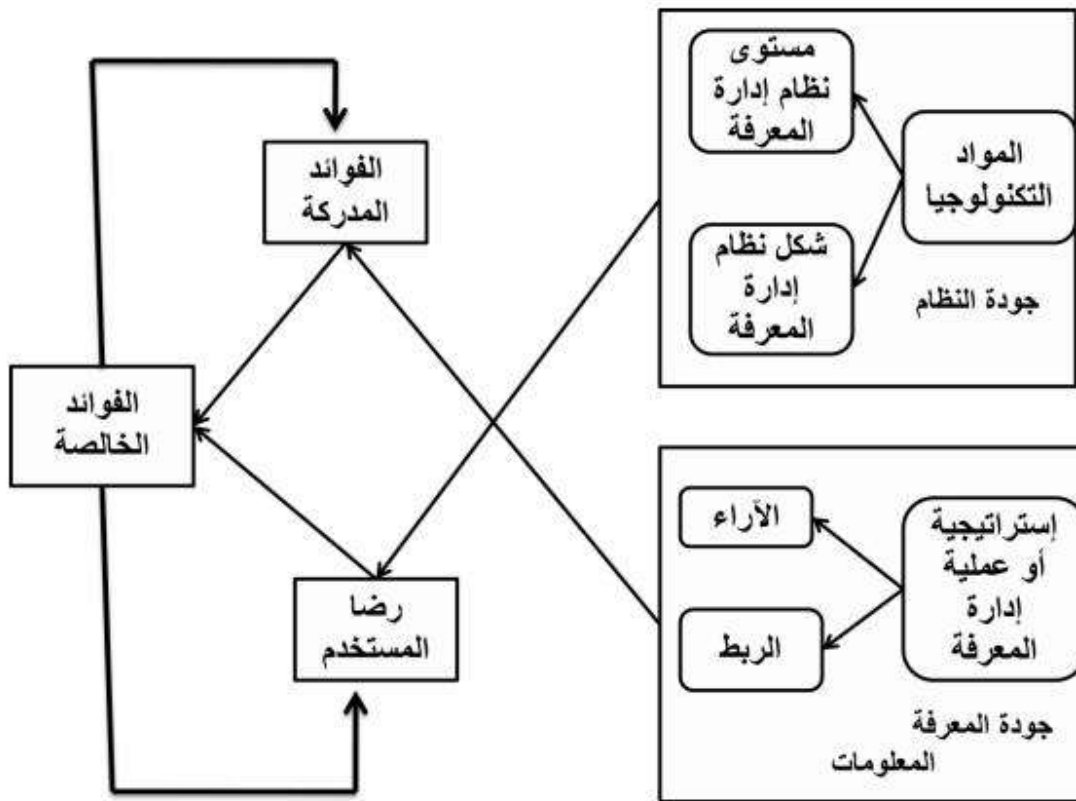 مستوى
نظام إدارة
المعرفة
المواد
التكنولوجيا
شكل نظام
إدارة
المعرفة
جودة النظام
الفوائد
المدركة
الفوائد
الخالصة
رضا
المستخدم
إستراتيجية
أو عملية
إدارة
المعرفة
الآراء
الربط
جودة المعرفة
المعلومات